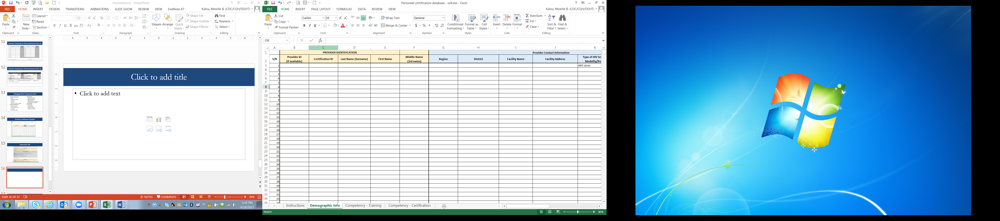 Presentation1 - PowerPoint
FILE HOME INSERT DESIGN TRANSITIONS ANIMATIONS SLIDE SHOW REVIEW VIEW EndNote X7 Kalou, Mireille B. (CDC/CGH/DGHT)
Paste New Slide Layout Reset Section 32 Shapes Arrange Quick Styles Shape Fill Shape Outline Shape Effects Find Replace Select
Clipboard Slides Font Paragraph Drawing Editing
11
12
13 Managing Tester Competency Data
14 Provider Certification Database
15 Instructions Tab
16
17
Click to add title
• Click to add text
SLIDE 16 OF 17 NOTES COMMENTS 59%
5:34 PM
4/18/2017
Personnel certification database - vs4.xlsx - Excel
FILE HOME INSERT PAGE LAYOUT FORMULAS DATA REVIEW VIEW Kalou, Mireille B. (CDC/CGH/DGHT)
Paste Cut Copy Format Painter Calibri 10 Wrap Text Merge & Center General Conditional Formatting Format as Table Cell Styles Insert Delete Format AutoSum Fill Clear Sort & Filter Find & Select
Clipboard Font Alignment Number Styles Cells Editing
O8
A B C D E F G H I J K
1 PROVIDER IDENTIFICATION Provider Contact information
2 S/N Provider ID (if available) Certification ID Last Name (Surname) First Name Middle Name (3rd name) Region District Facility Name Facility Address Type of HIV tes Modality/Po
3 1 ART clinic
4 2
5 3
6 4
7 5
8 6
9 7
10 8
11 9
12 10
13 11
14 12
15 13
16 14
17 15
18 16
19 17
20 18
21 19
22 20
23 21
24 22
25 23
26 24
27 25
28 26
29 27
30 28
31 29
32 30
33 31
34 32
Instructions Demographic info Competency - Training Competency - Certification
READY 90%